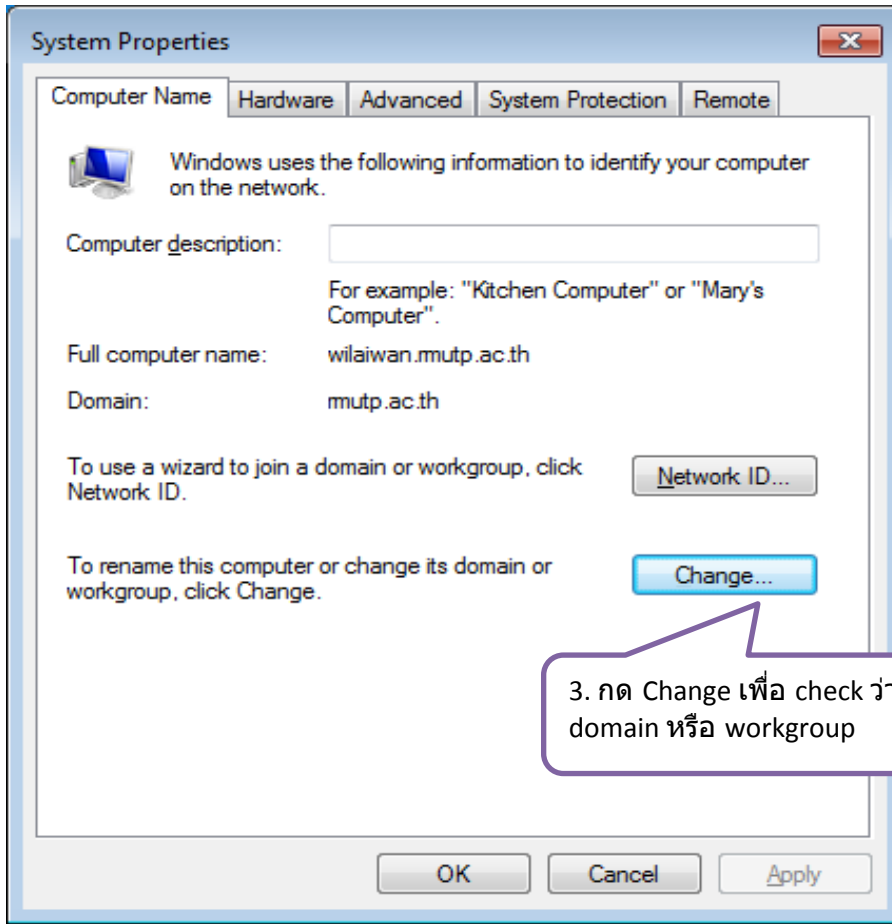 System Properties
Computer Name Hardware Advanced System Protection Remote
Windows uses the following information to identify your computer
on the network.
Computer description:
For example: "Kitchen Computer" or "Mary's
Computer".
Full computer name: wilaiwan.rmutp.ac.th
Domain: rmutp.ac.th
To use a wizard to join a domain or workgroup, click
Network ID.
Network ID...
To rename this computer or change its domain or
workgroup, click Change.
Change...
3. กด Change เพื่อ check
domain หรือ workgroup
OK Cancel Apply